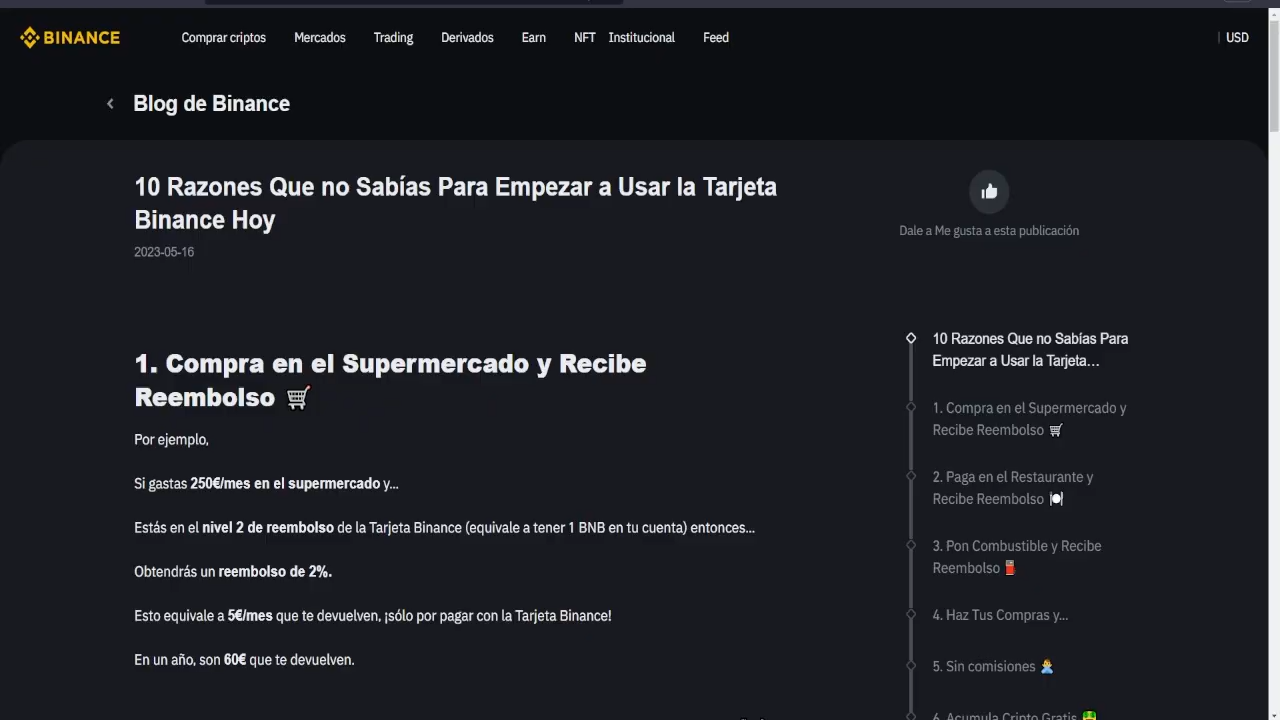 BINANCE
Comprar criptos Mercados Trading Derivados Earn NFT Institucional Feed USD
Blog de Binance
10 Razones Que no Sabías Para Empezar a Usar la Tarjeta
Binance Hoy
2023-05-16
Dale a Me gusta a esta publicación
1. Compra en el Supermercado y Recibe
Reembolso
Por ejemplo,
Si gastas 250€/mes en el supermercado y...
Estás en el nivel 2 de reembolso de la Tarjeta Binance (equivale a tener 1 BNB en tu cuenta) entonces...
Obtendrás un reembolso de 2%.
Esto equivale a 5€/mes que te devuelven, ¡sólo por pagar con la Tarjeta Binance!
En un año, son 60€ que te devuelven.
10 Razones Que no Sabías Para
Empezar a Usar la Tarjeta...
1. Compra en el Supermercado y
Recibe Reembolso
2. Paga en el Restaurante y
Recibe Reembolso
3. Pon Combustible y Recibe
Reembolso
4. Haz Tus Compras y...
5. Sin comisiones
6. Acumula Cripto Gratis